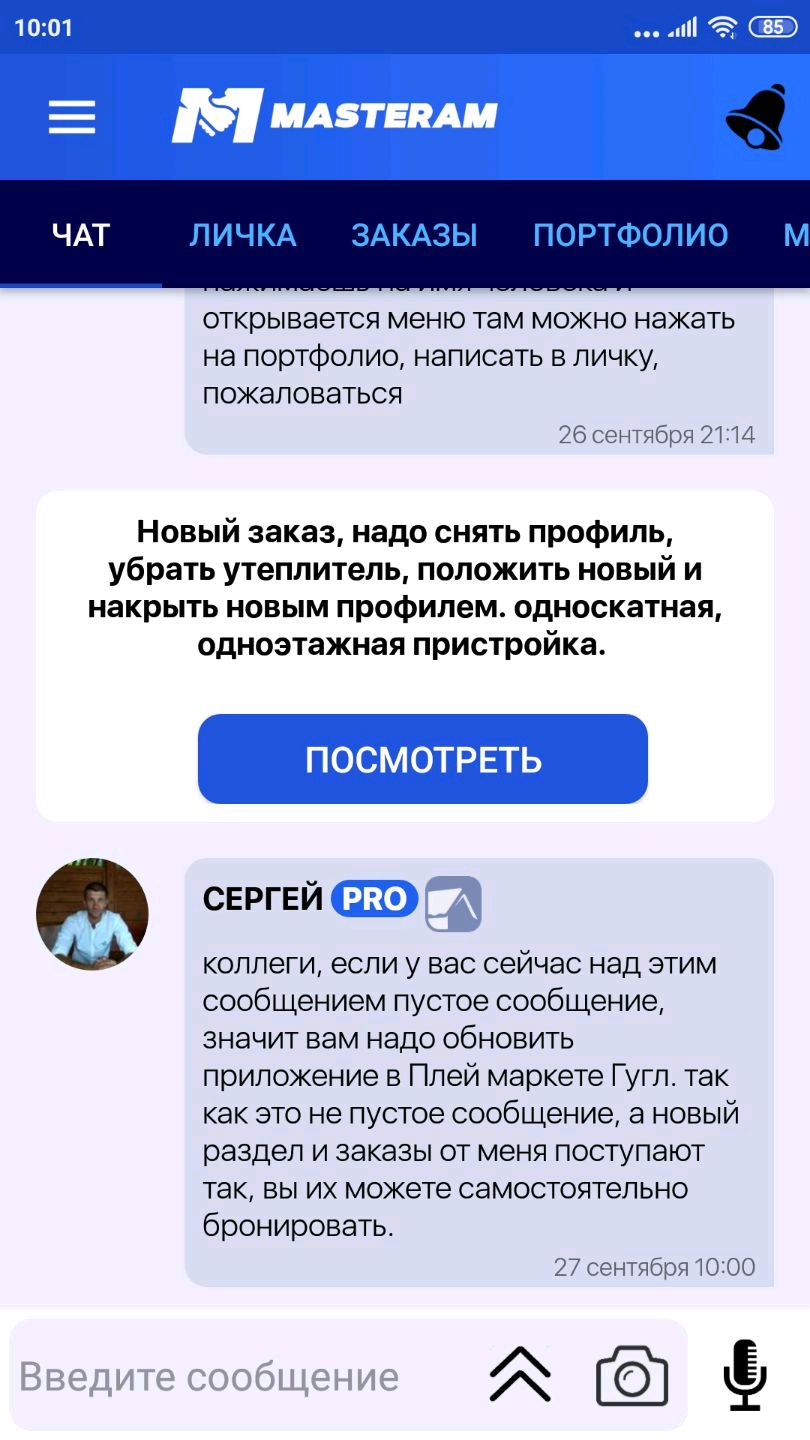 10:01
85
MASTERAM
ЧАТ ЛИЧКА ЗАКАЗЫ ПОРТФОЛИО М
нажимаешь на имя человека и
открывается меню там можно нажать
на портфолио, написать в личку,
пожаловаться
26 сентября 21:14
Новый заказ, надо снять профиль,
убрать утеплитель, положить новый и
накрыть новым профилем. односкатная,
одноэтажная пристройка.
ПОСМОТРЕТЬ
СЕРГЕЙ PRO
коллеги, если у вас сейчас над этим
сообщением пустое сообщение,
значит вам надо обновить
приложение в Плей маркете Гугл. так
как это не пустое сообщение, а новый
раздел и заказы от меня поступают
так, вы их можете самостоятельно
бронировать.
27 сентября 10:00
Введите сообщение